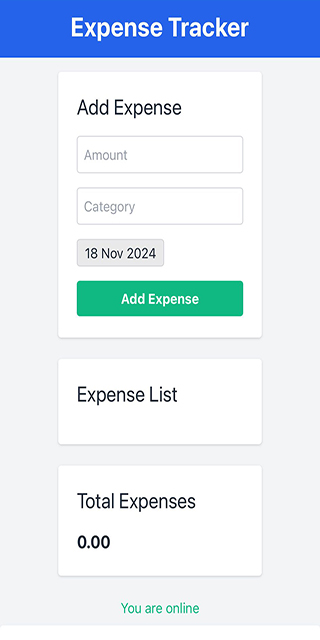 Expense Tracker
Add Expense
Amount
Category
18 Nov 2024
Add Expense
Expense List
Total Expenses
0.00
You are online